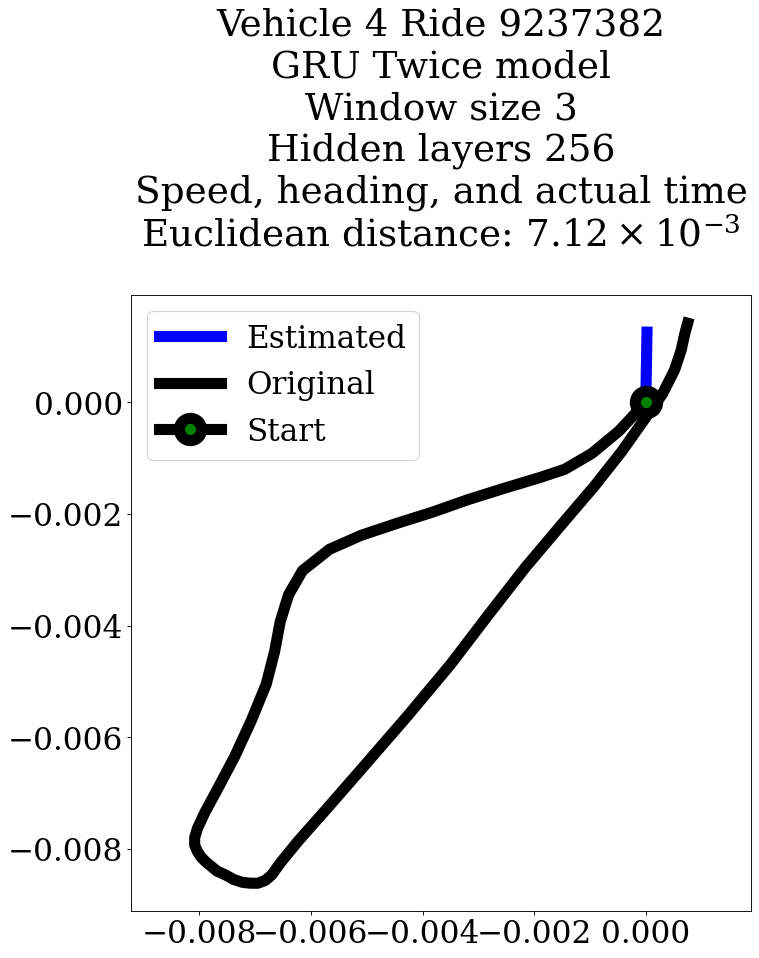 Vehicle 4 Ride 9237382
GRU Twice model
Window size 3
Hidden layers 256
Speed, heading, and actual time
Euclidean distance: 7.12 × 10⁻³
Estimated
Original
Start
0.000
−0.002
−0.004
−0.006
−0.008
−0.008 −0.006 −0.004 −0.002 0.000